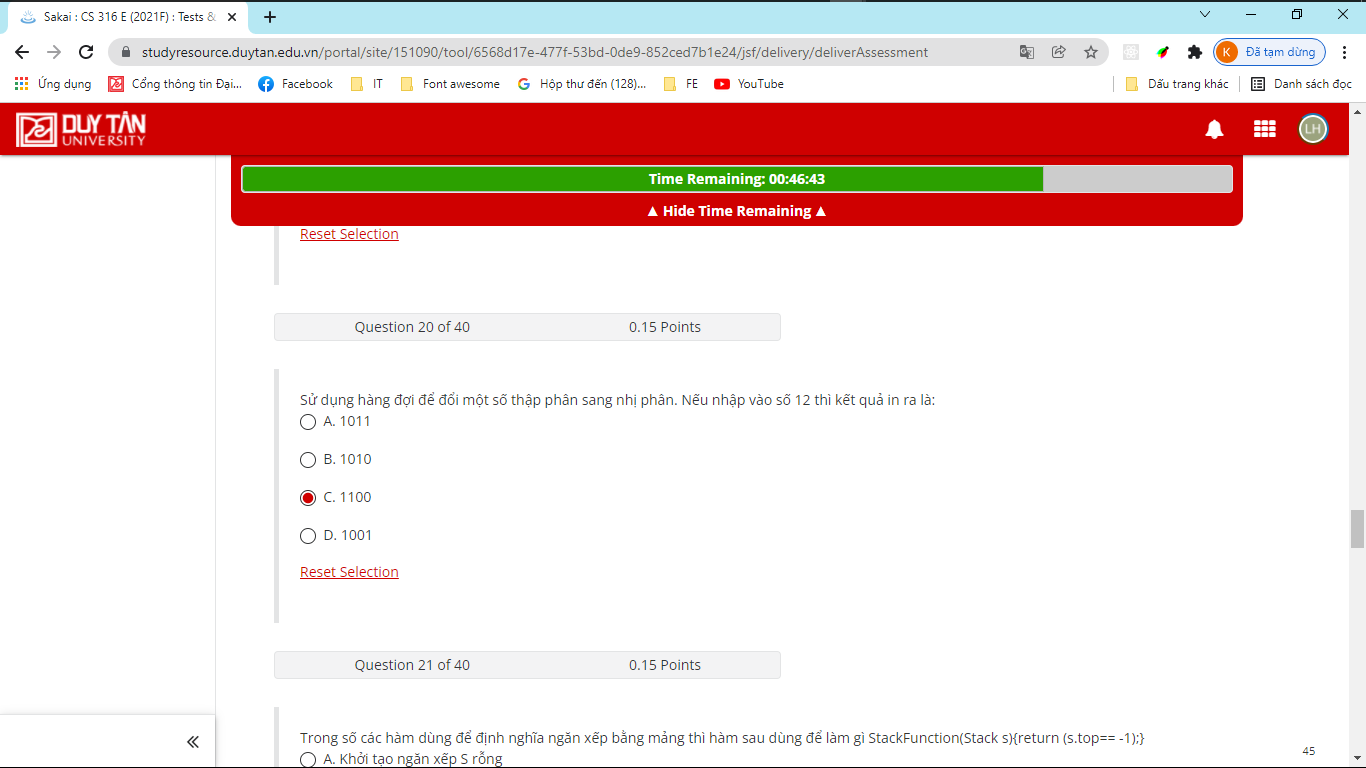 Sakai : CS 316 E (2021F) : Tests &
studyresource.duytan.edu.vn/portal/site/151090/tool/6568d17e-477f-53bd-0de9-852ced7b1e24/jsf/delivery/deliverAssessment
K Đã tạm dừng
Ứng dụng Cổng thông tin Đại... Facebook IT Font awesome Hộp thư đến (128)... FE YouTube Dấu trang khác Danh sách đọc
DUY TÂN
UNIVERSITY
LH
Time Remaining: 00:46:43
▲ Hide Time Remaining ▲
Reset Selection
Question 20 of 40 0.15 Points
Sử dụng hàng đợi để đổi một số thập phân sang nhị phân. Nếu nhập vào số 12 thì kết quả in ra là:
A. 1011
B. 1010
C. 1100
D. 1001
Reset Selection
Question 21 of 40 0.15 Points
Trong số các hàm dùng để định nghĩa ngăn xếp bằng mảng thì hàm sau dùng để làm gì StackFunction(Stack s){return (s.top== -1);}
A. Khởi tạo ngăn xếp S rỗng
45